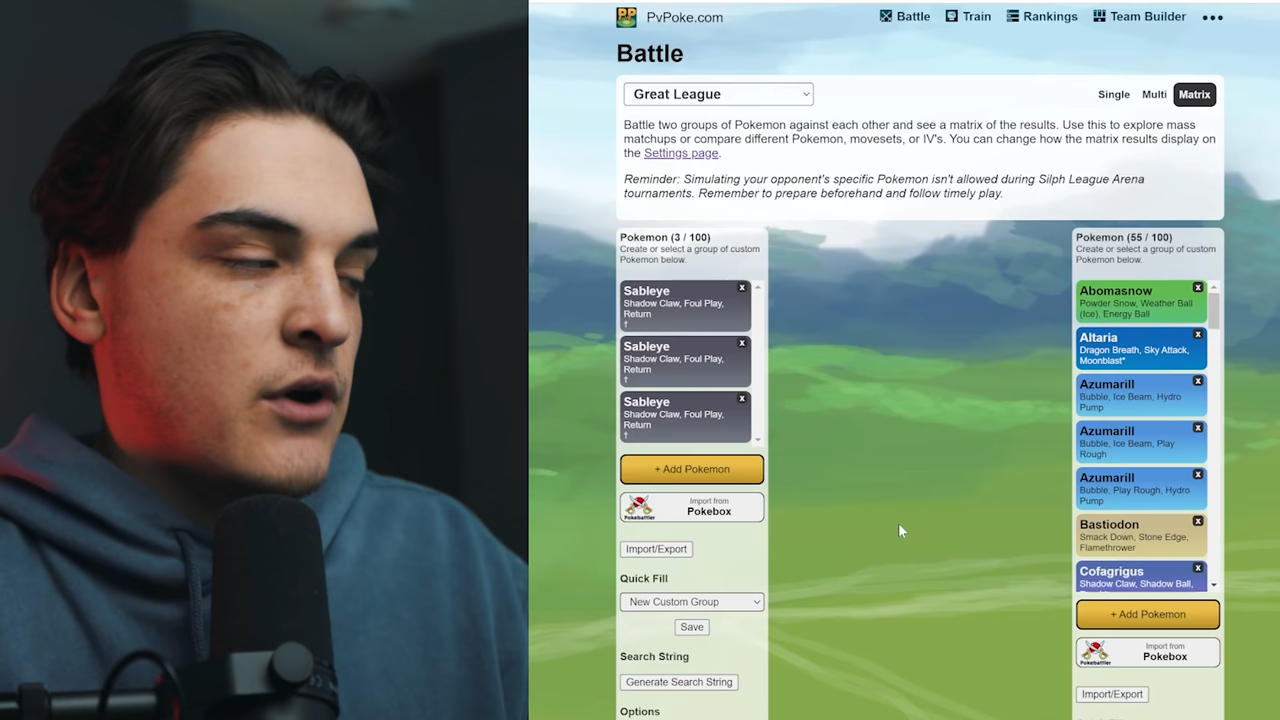 PvPoke.com
Battle
Train
Rankings
Team Builder
Battle
Great League
Single
Multi
Matrix
Battle two groups of Pokemon against each other and see a matrix of the results. Use this to explore mass
matchups or compare different Pokemon, movesets, or IV's. You can change how the matrix results display on
the Settings page.
Reminder: Simulating your opponent's specific Pokemon isn't allowed during Silph League Arena
tournaments. Remember to prepare beforehand and follow timely play.
Pokemon (3 / 100)
Create or select a group of custom
Pokemon below.
Sableye
x
Shadow Claw, Foul Play,
Return
†
Sableye
x
Shadow Claw, Foul Play,
Return
†
Sableye
x
Shadow Claw, Foul Play,
Return
†
+ Add Pokemon
Pokebattler
Import from
Pokebox
Import/Export
Quick Fill
New Custom Group
Save
Search String
Generate Search String
Options
Pokemon (55 / 100)
Create or select a group of custom
Pokemon below.
Abomasnow
x
Powder Snow, Weather Ball
(Ice), Energy Ball
Altaria
x
Dragon Breath, Sky Attack,
Moonblast*
Azumarill
x
Bubble, Ice Beam, Hydro
Pump
Azumarill
x
Bubble, Ice Beam, Play
Rough
Azumarill
x
Bubble, Play Rough, Hydro
Pump
Bastiodon
x
Smack Down, Stone Edge,
Flamethrower
Cofagrigus
x
Shadow Claw, Shadow Ball,
+ Add Pokemon
Pokebattler
Import from
Pokebox
Import/Export